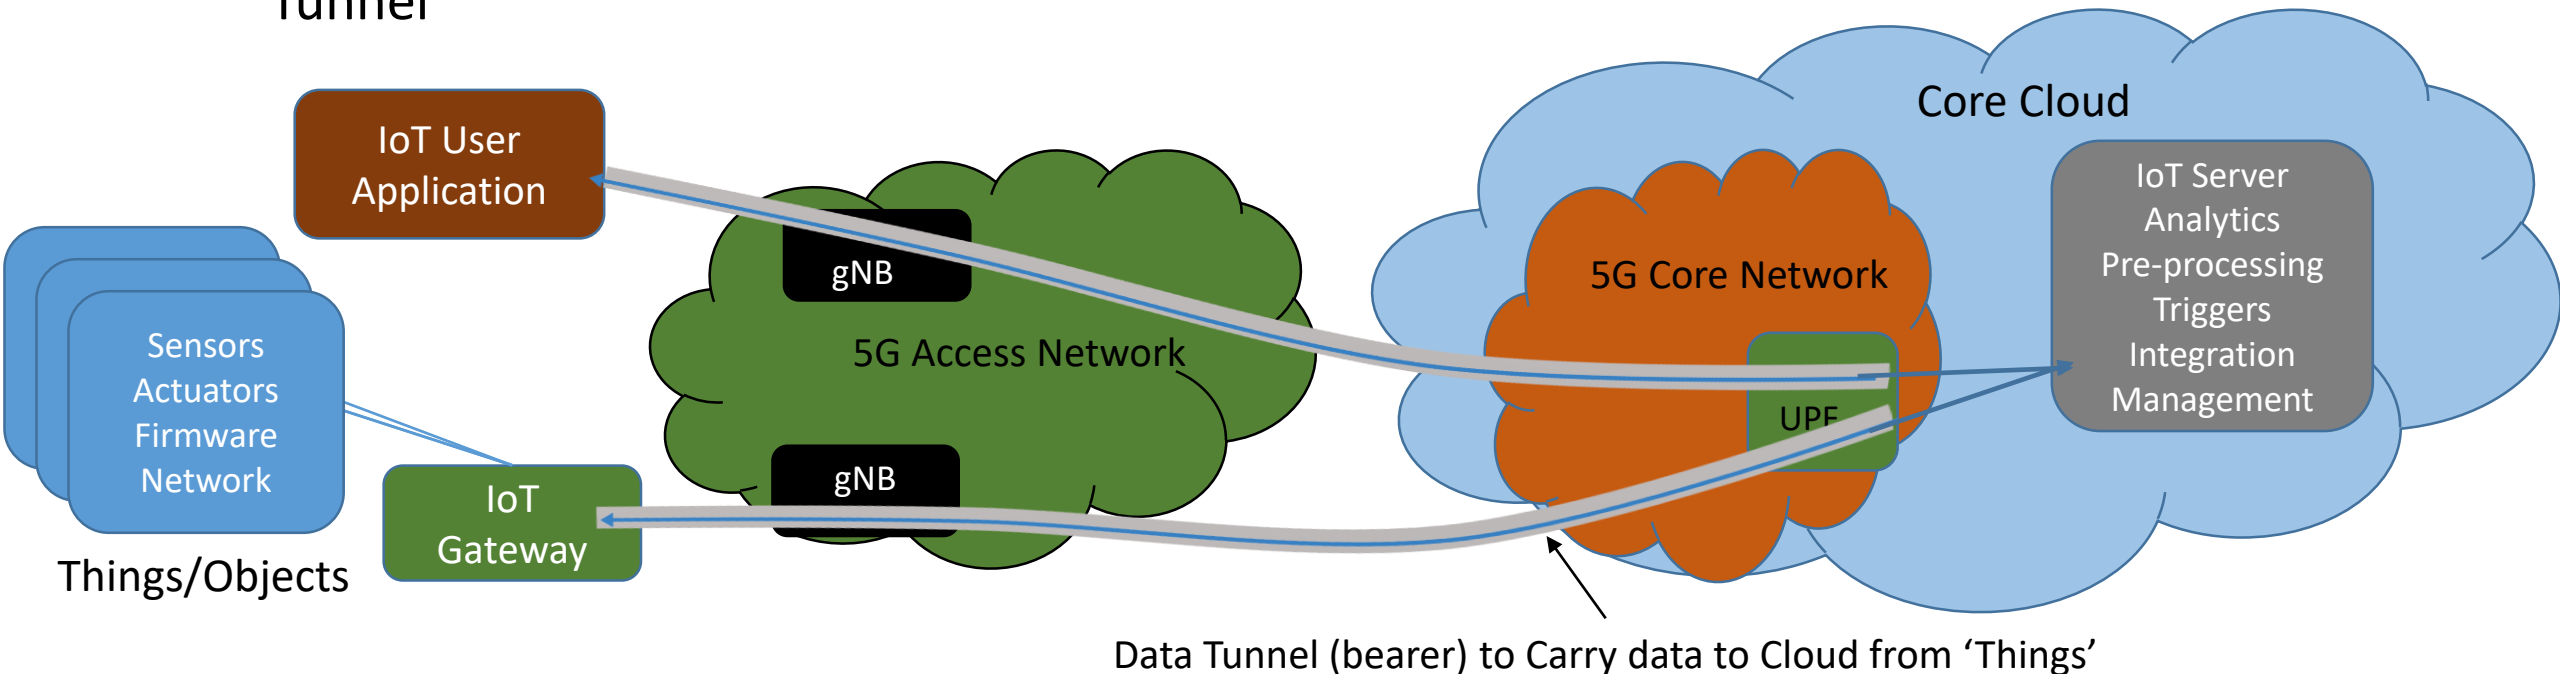 Tunnel
Core Cloud
IoT User
Application
IoT Server
Analytics
Pre-processing
Triggers
Integration
Management
gNB
5G Core Network
5G Access Network
UPF
Sensors
Actuators
Firmware
Network
gNB
IoT
Gateway
Things/Objects
Data Tunnel (bearer) to Carry data to Cloud from ‘Things’